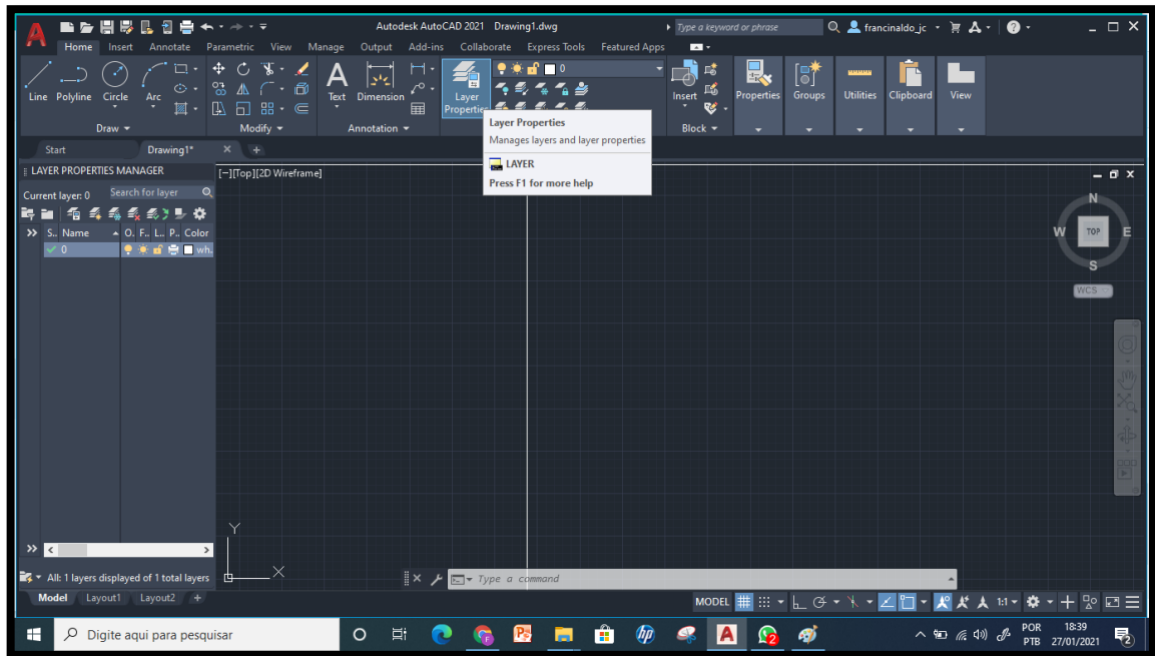 Autodesk AutoCAD 2021 Drawing1.dwg
Type a keyword or phrase
francinaldo_jc
Home Insert Annotate Parametric View Manage Output Add-ins Collaborate Express Tools Featured Apps
Line Polyline Circle Arc
Text Dimension
Layer Properties
0
Insert
Properties Groups Utilities Clipboard View
Draw
Modify
Annotation
Block
Layer Properties
Manages layers and layer properties
LAYER
Press F1 for more help
Start Drawing1*
LAYER PROPERTIES MANAGER
[−][Top][2D Wireframe]
Current layer: 0 Search for layer
S.. Name O. F.. L.. P.. Color
0 wh.
N
W TOP E
S
WCS
Y
X
All: 1 layers displayed of 1 total layers
Type a command
Model Layout1 Layout2 +
MODEL 1:1
Digite aqui para pesquisar
POR
PTB
18:39
27/01/2021